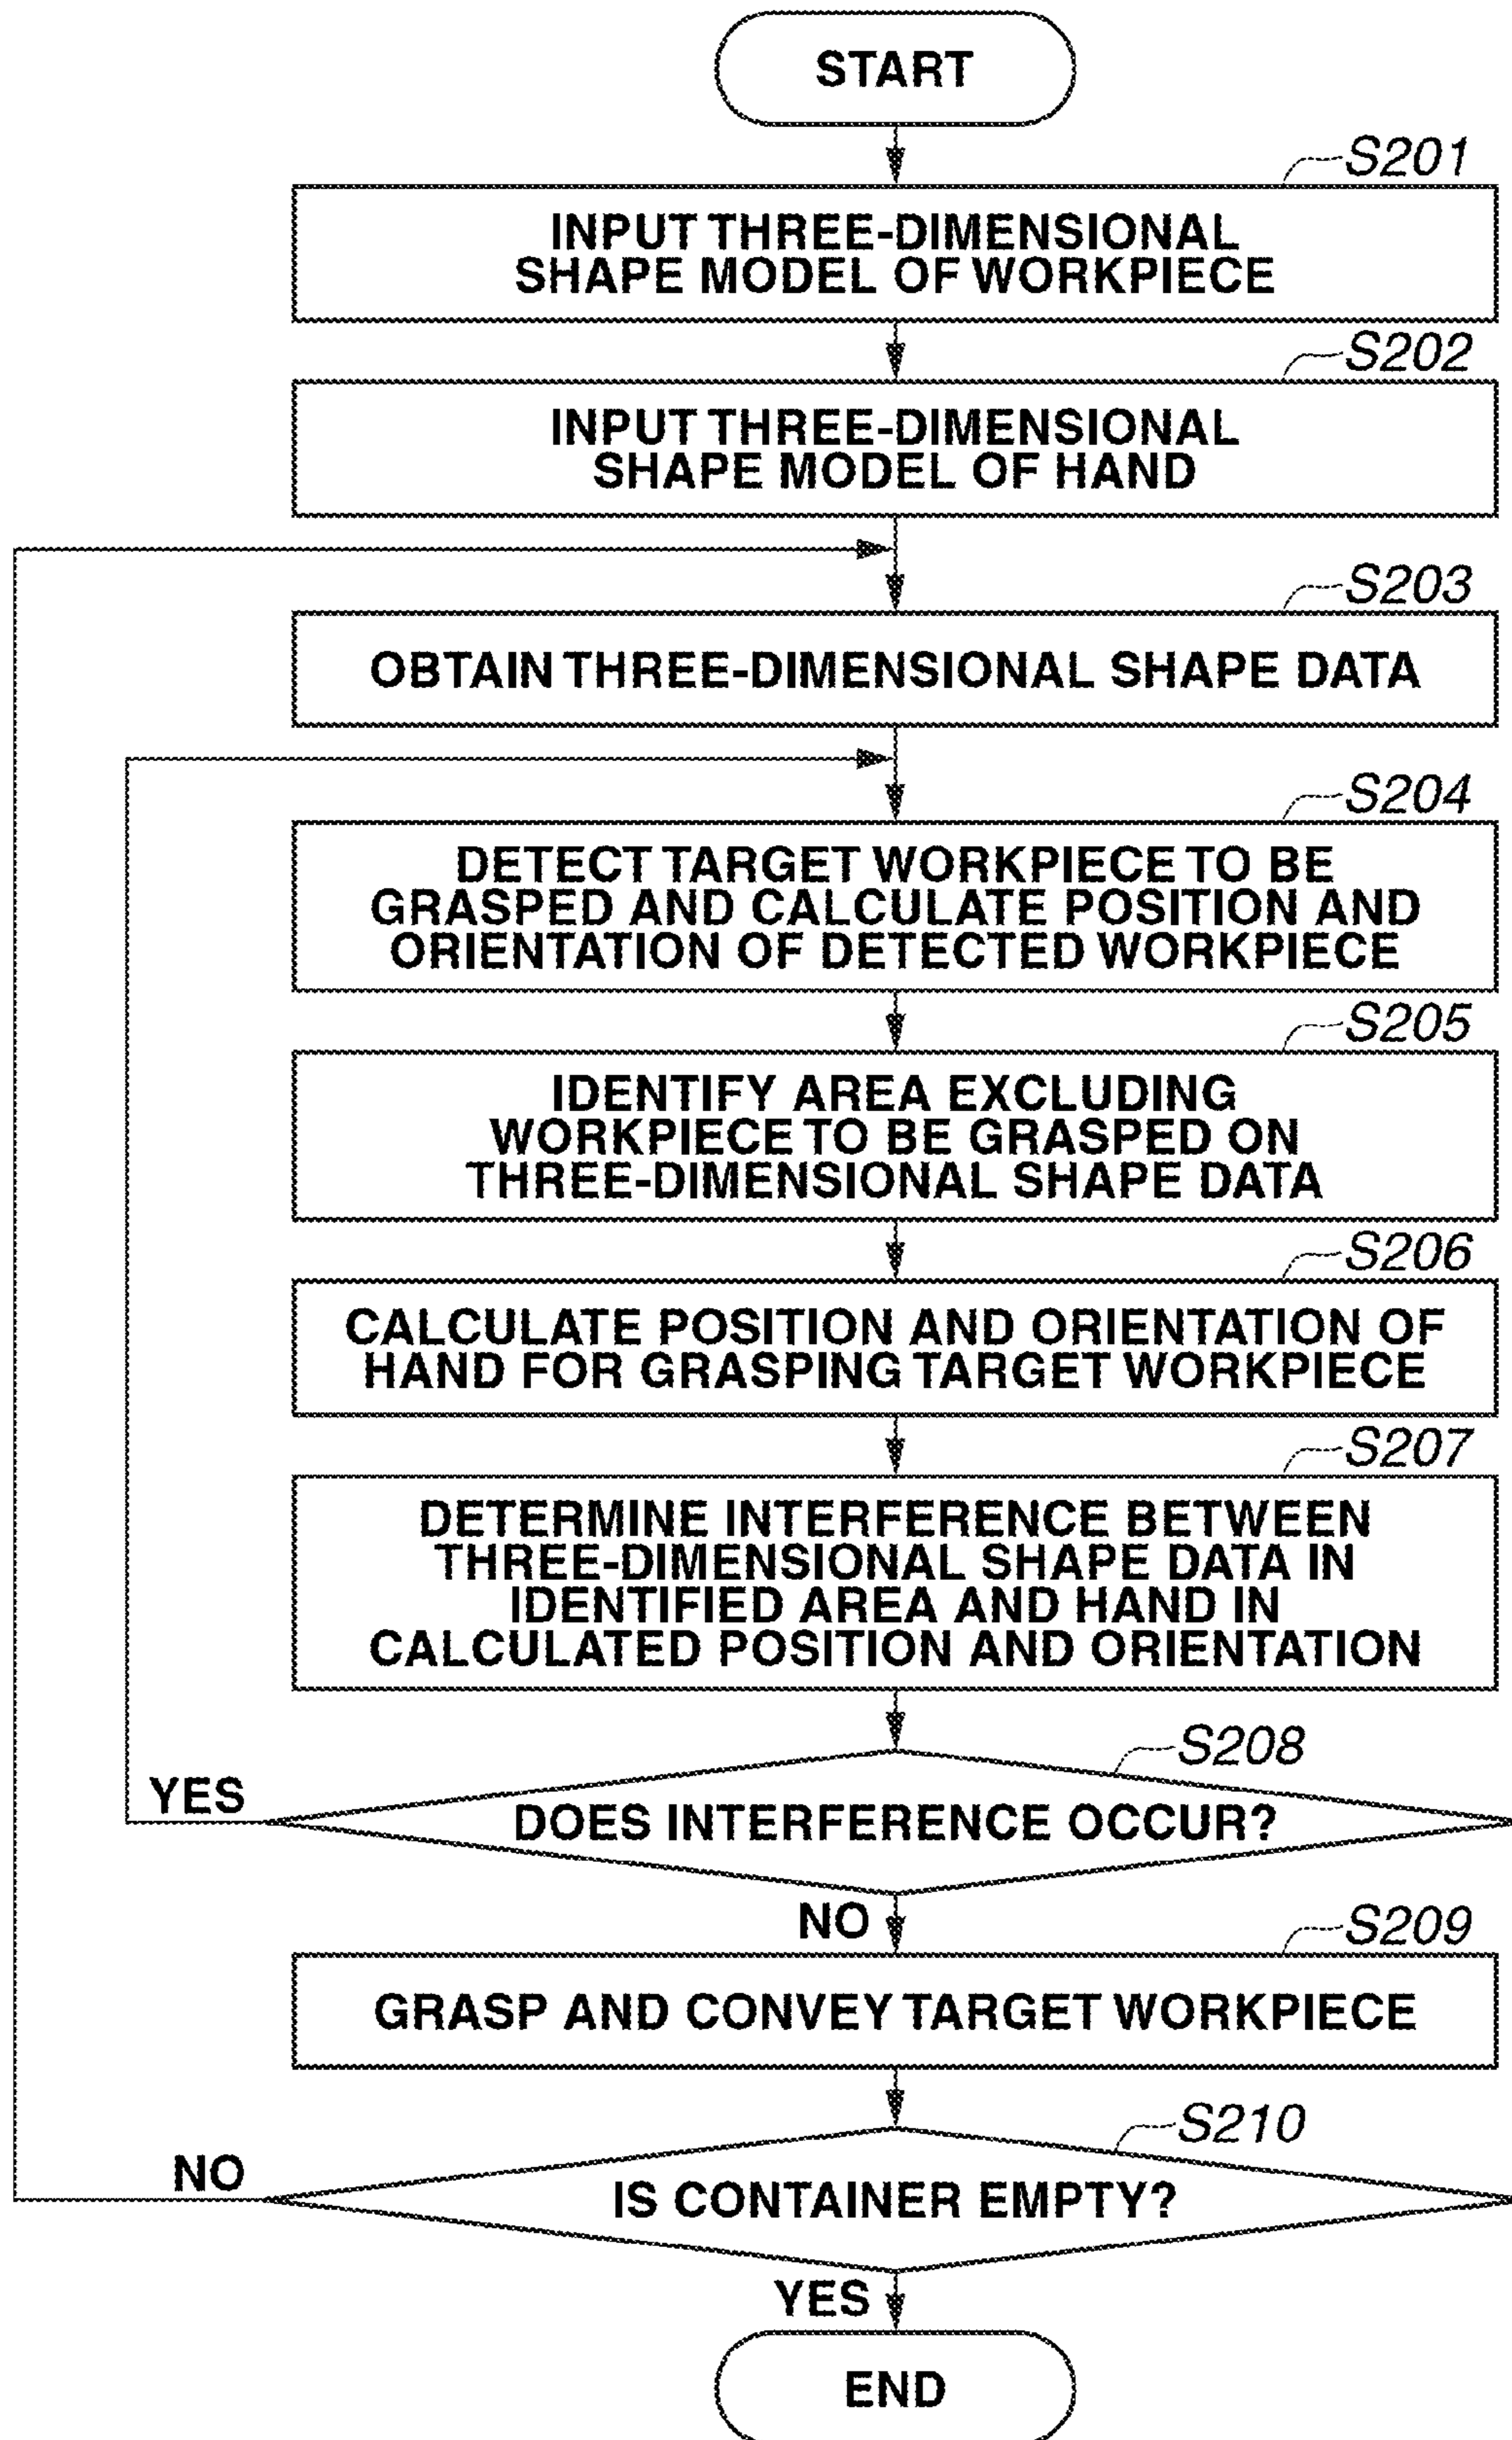 START
S201
INPUT THREE-DIMENSIONAL
SHAPE MODEL OF WORKPIECE
S202
INPUT THREE-DIMENSIONAL
SHAPE MODEL OF HAND
S203
OBTAIN THREE-DIMENSIONAL SHAPE DATA
S204
DETECT TARGET WORKPIECE TO BE
GRASPED AND CALCULATE POSITION AND
ORIENTATION OF DETECTED WORKPIECE
S205
IDENTIFY AREA EXCLUDING
WORKPIECE TO BE GRASPED ON
THREE-DIMENSIONAL SHAPE DATA
S206
CALCULATE POSITION AND ORIENTATION OF
HAND FOR GRASPING TARGET WORKPIECE
S207
DETERMINE INTERFERENCE BETWEEN
THREE-DIMENSIONAL SHAPE DATA IN
IDENTIFIED AREA AND HAND IN
CALCULATED POSITION AND ORIENTATION
S208
YES
DOES INTERFERENCE OCCUR?
NO
S209
GRASP AND CONVEY TARGET WORKPIECE
S210
NO
IS CONTAINER EMPTY?
YES
END